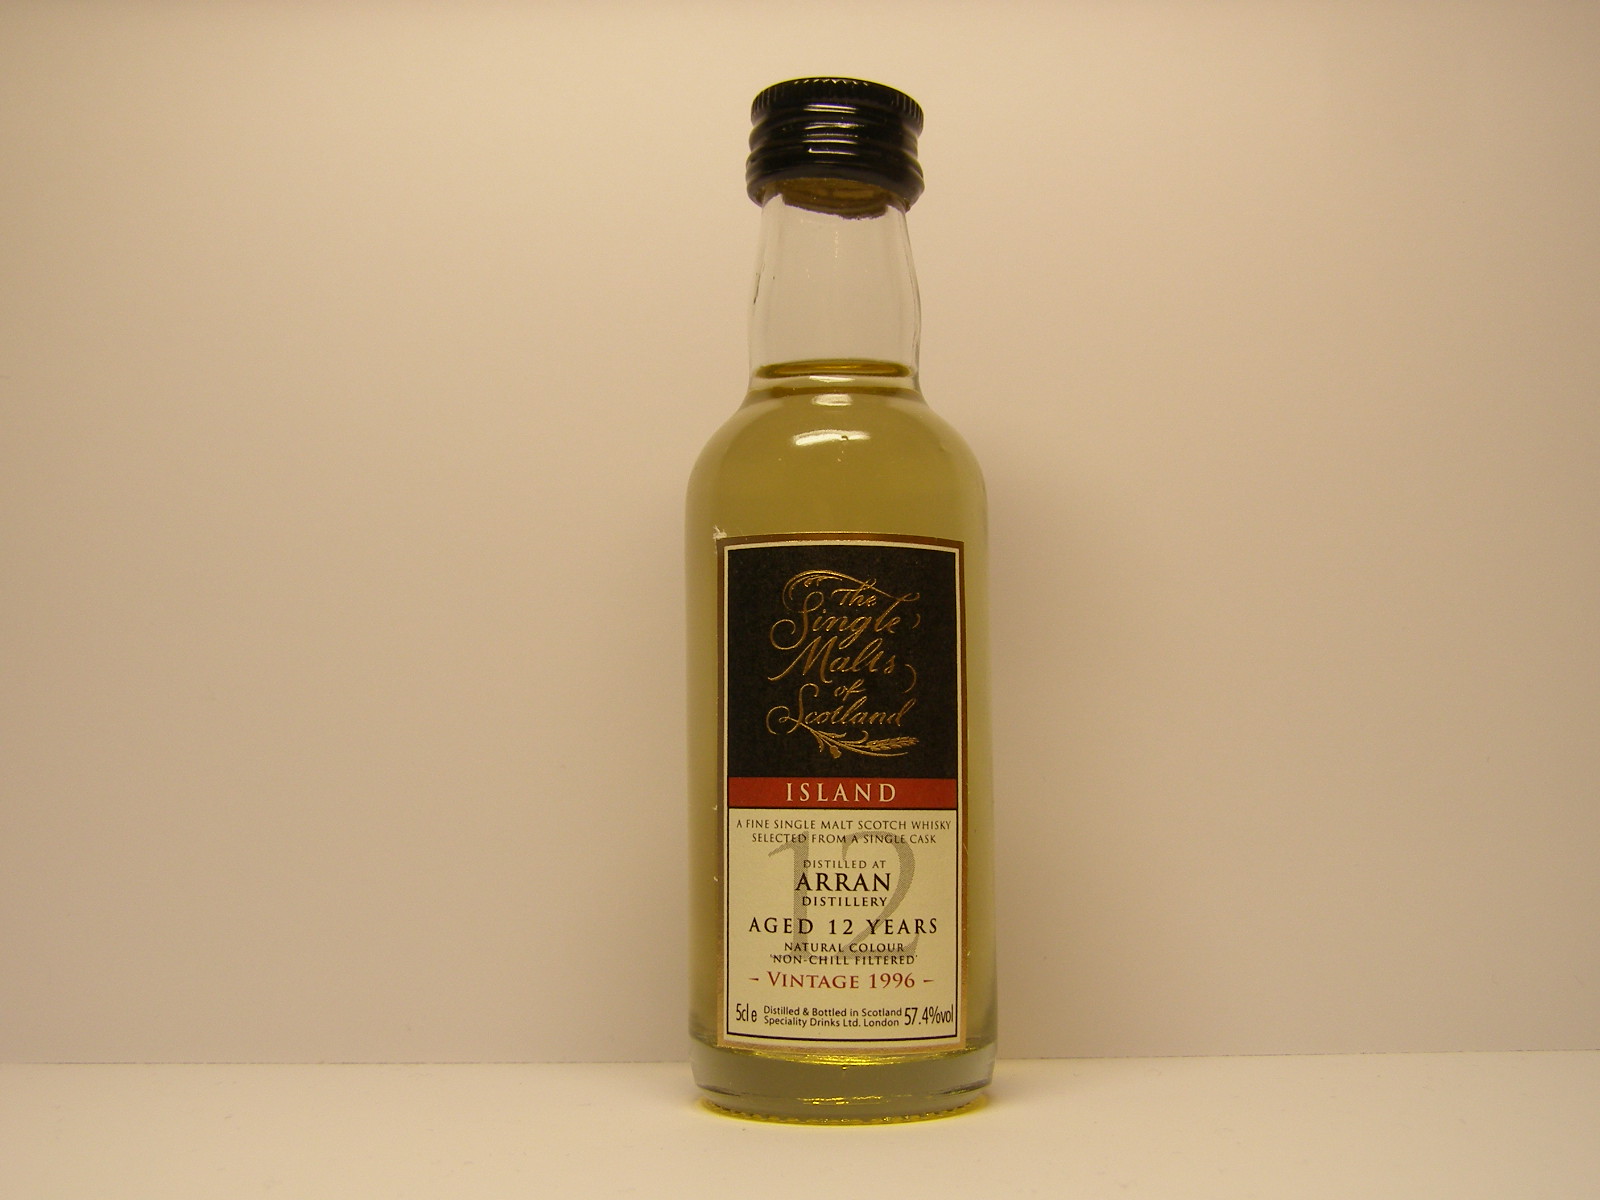 The
Single
Malts
of
Scotland
ISLAND
A FINE SINGLE MALT SCOTCH WHISKY
SELECTED FROM A SINGLE CASK
12
DISTILLED AT
ARRAN
DISTILLERY
AGED 12 YEARS
NATURAL COLOUR
'NON-CHILL FILTERED'
- VINTAGE 1996 -
5cl e Distilled & Bottled in Scotland 57.4%vol
Speciality Drinks Ltd. London